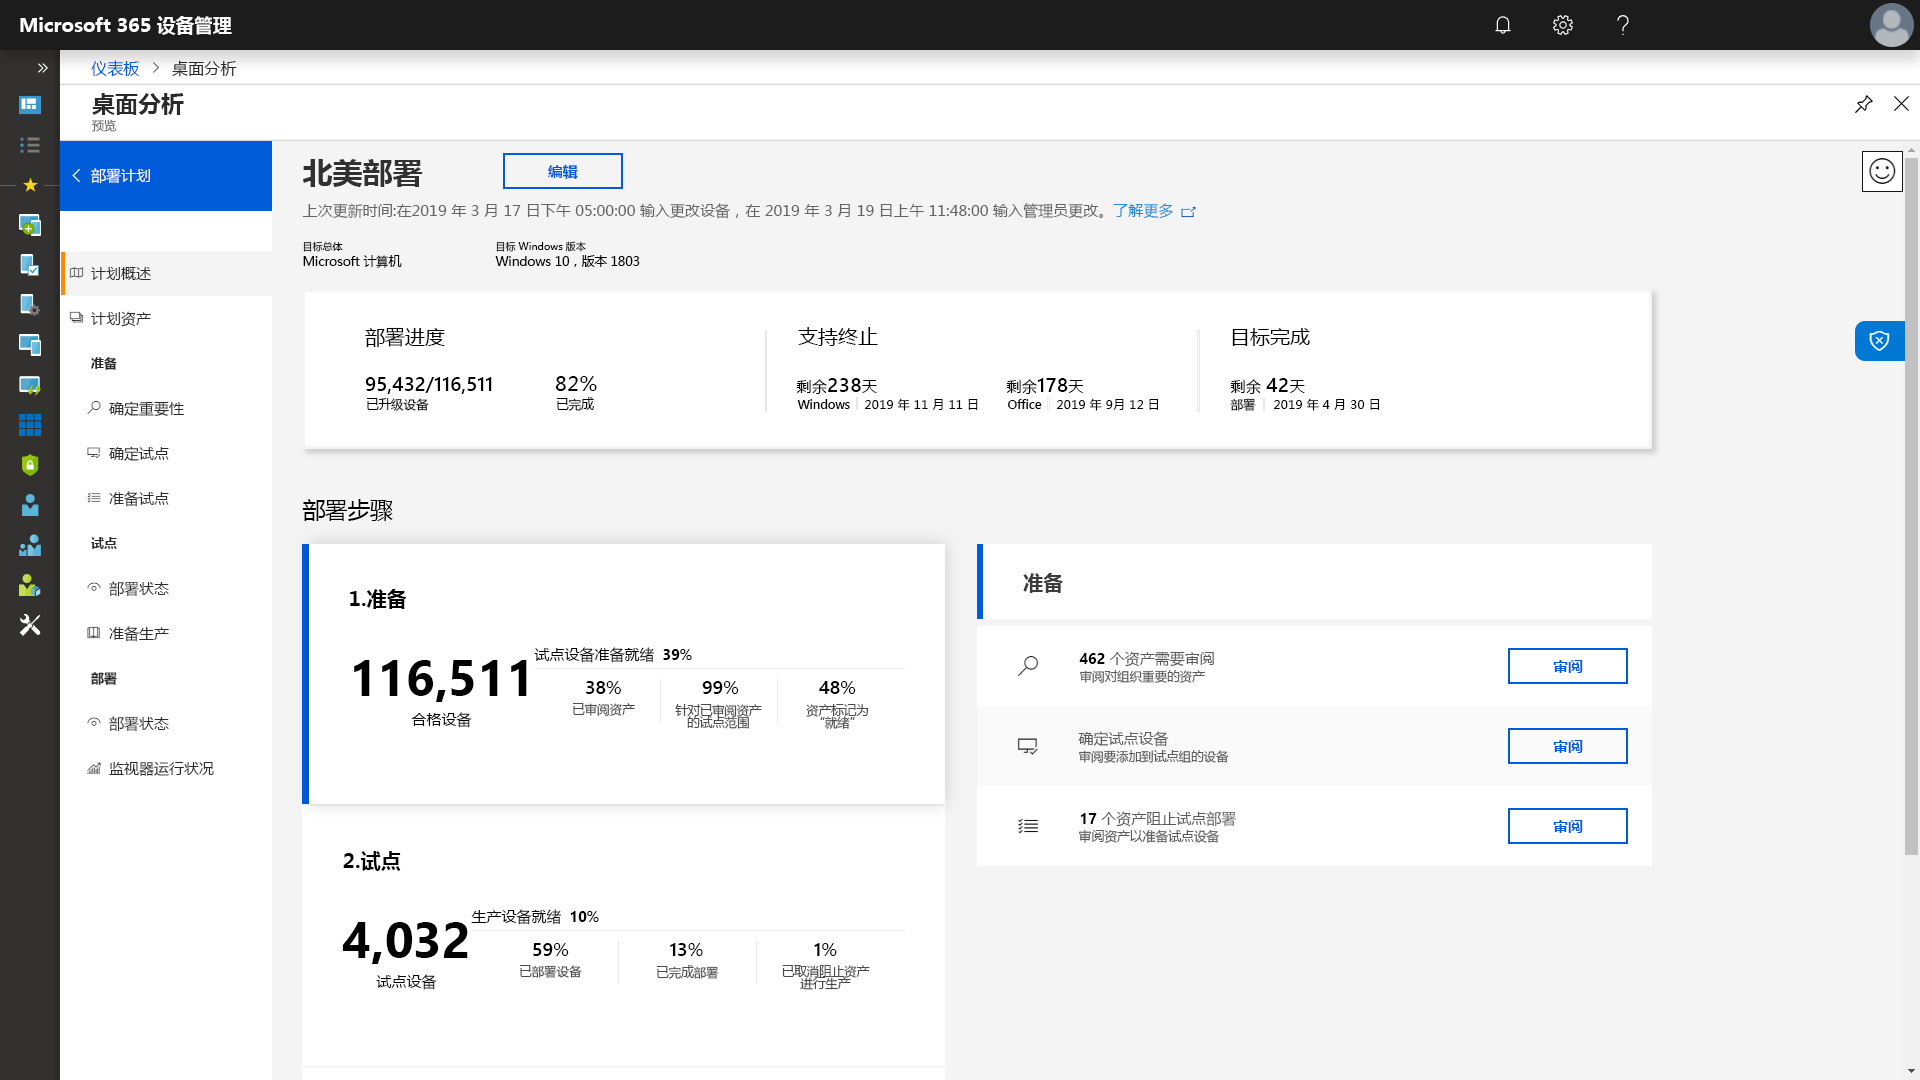 Microsoft 365 设备管理
仪表板 > 桌面分析
桌面分析
预览
部署计划
计划概述
计划资产
准备
确定重要性
确定试点
准备试点
试点
部署状态
准备生产
部署
部署状态
监视器运行状况
北美部署
编辑
上次更新时间:在2019 年 3 月 17 日下午 05:00:00 输入更改设备，在 2019 年 3 月 19 日上午 11:48:00 输入管理员更改。了解更多
目标总体
Microsoft 计算机
目标 Windows 版本
Windows 10，版本 1803
部署进度
95,432/116,511
已升级设备
82%
已完成
支持终止
剩余238天
Windows 2019 年 11 月 11 日
剩余178天
Office 2019 年 9月 12 日
目标完成
剩余 42天
部署 2019 年 4 月 30 日
部署步骤
1.准备
116,511
合格设备
试点设备准备就绪 39%
38%
已审阅资产
99%
针对已审阅资产
的试点范围
48%
资产标记为
“就绪”
2.试点
4,032
试点设备
生产设备就绪 10%
59%
已部署设备
13%
已完成部署
1%
已取消阻止资产
进行生产
准备
462 个资产需要审阅
审阅对组织重要的资产
审阅
确定试点设备
审阅要添加到试点组的设备
审阅
17 个资产阻止试点部署
审阅资产以准备试点设备
审阅